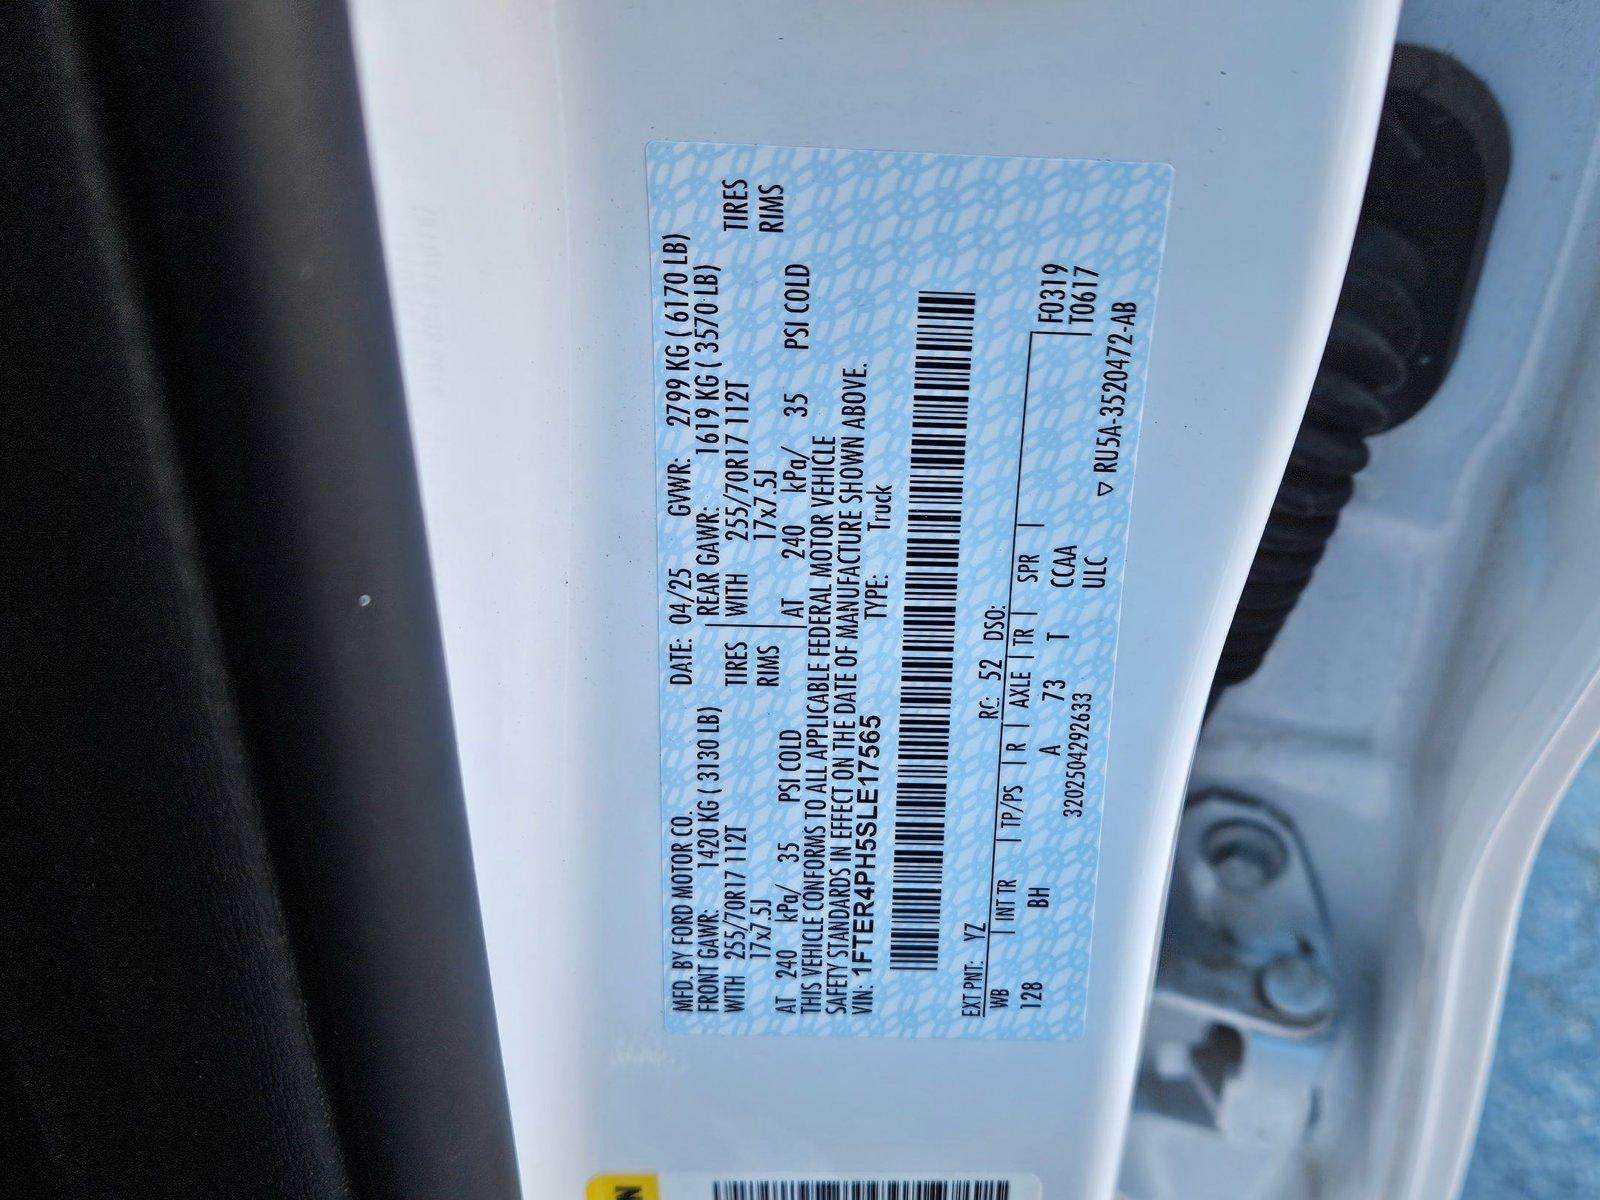 MFD. BY FORD MOTOR CO. DATE: 04/25 GVWR: 2799 KG ( 6170 LB)
FRONT GAWR: 1420 KG ( 3130 LB) REAR GAWR: 1619 KG ( 3570 LB)
WITH 255/70R17 112T TIRES WITH 255/70R17 112T TIRES
17x7.5J RIMS 17x7.5J RIMS
AT 240 kPa/ 35 PSI COLD AT 240 kPa/ 35 PSI COLD
THIS VEHICLE CONFORMS TO ALL APPLICABLE FEDERAL MOTOR VEHICLE
SAFETY STANDARDS IN EFFECT ON THE DATE OF MANUFACTURE SHOWN ABOVE.
VIN: 1FTER4PH5SLE17565 TYPE: Truck
EXT PNT: YZ RC: 52 DSO:
WB INT TR TP/PS R AXLE TR SPR F0319
128 BH A 73 T CCAA T0617
3202504292633 ULC
▽ RU5A-3520472-AB
N